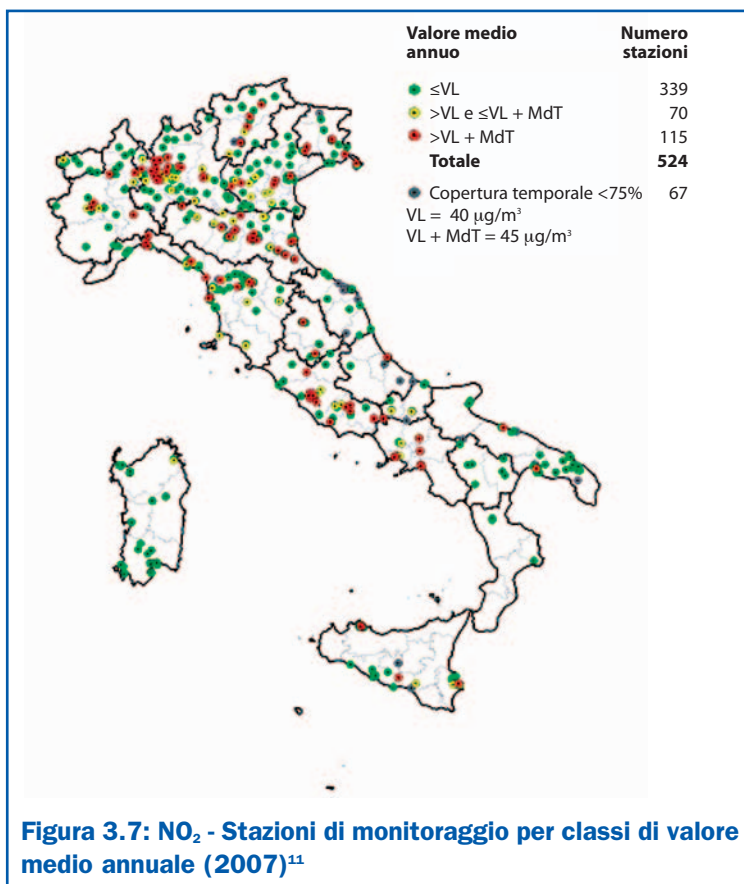 Valore medio annuo Numero stazioni
≤VL 339
>VL e ≤VL + MdT 70
>VL + MdT 115
Totale 524
Copertura temporale <75% 67
VL = 40 µg/m³
VL + MdT = 45 µg/m³
Figura 3.7: NO₂ - Stazioni di monitoraggio per classi di valore
medio annuale (2007)¹¹